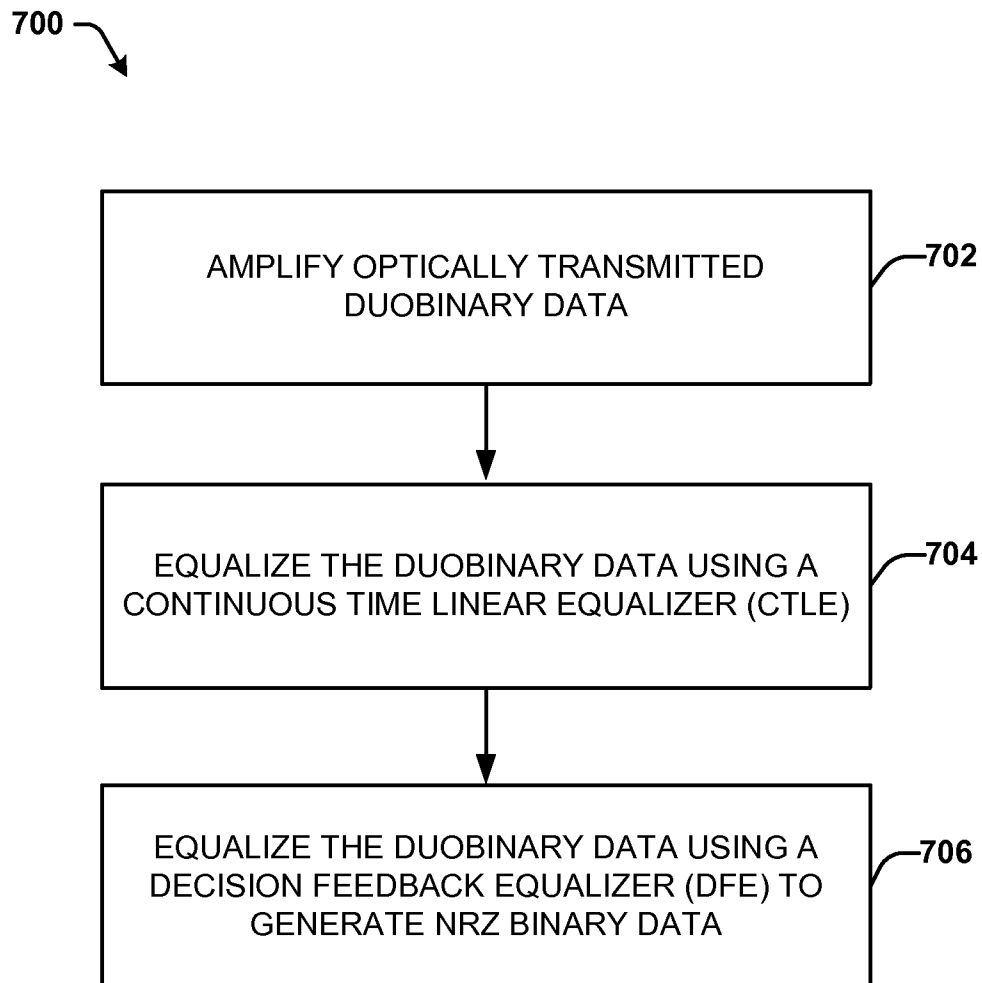 700
AMPLIFY OPTICALLY TRANSMITTED
DUOBINARY DATA
702
EQUALIZE THE DUOBINARY DATA USING A
CONTINUOUS TIME LINEAR EQUALIZER (CTLE)
704
EQUALIZE THE DUOBINARY DATA USING A
DECISION FEEDBACK EQUALIZER (DFE) TO
GENERATE NRZ BINARY DATA
706